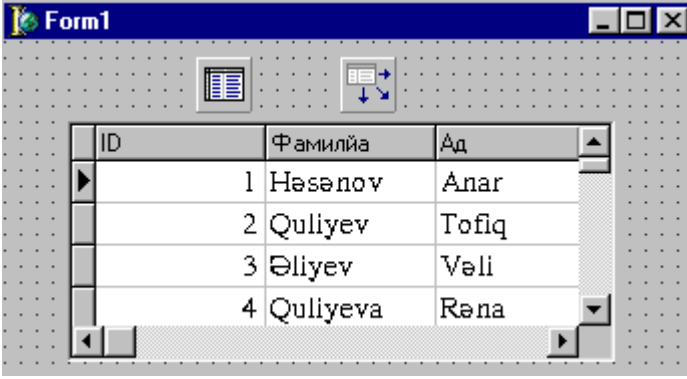 Form1
ID Фамилйа Ад
1 Həsənov Anar
2 Quliyev Tofiq
3 Əliyev Vəli
4 Quliyeva Rəna